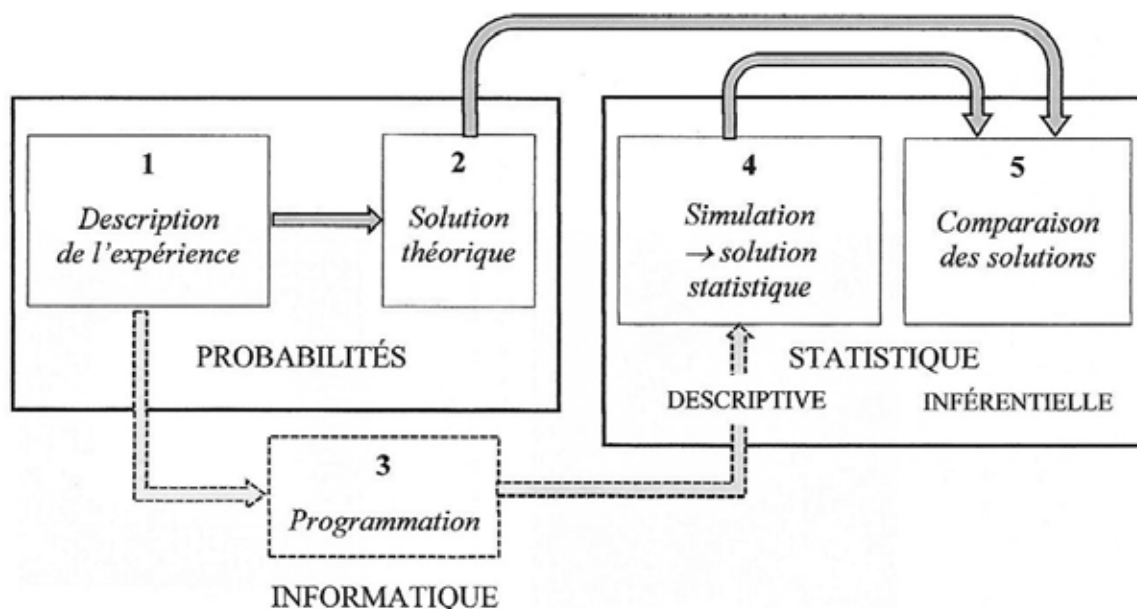 1
Description
de l'expérience
2
Solution
théorique
PROBABILITÉS
3
Programmation
INFORMATIQUE
4
Simulation
→ solution
statistique
5
Comparaison
des solutions
STATISTIQUE
DESCRIPTIVE
INFÉRENTIELLE